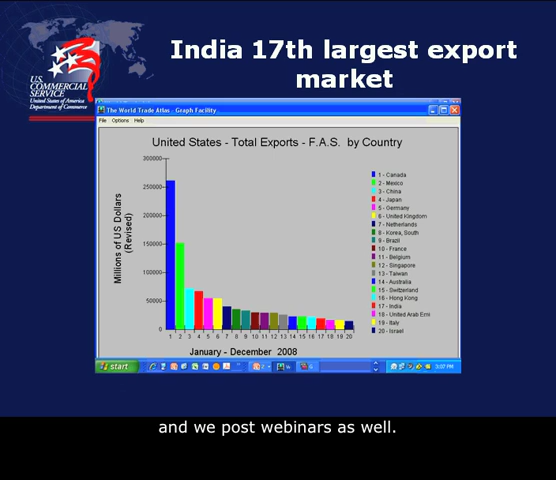 India 17th largest export
market
U.S.
COMMERCIAL
SERVICE
United States of America
Department of Commerce
The World Trade Atlas - Graph Facility
File Options Help
United States - Total Exports - F.A.S. by Country
Millions of US Dollars
(Revised)
300000
250000
200000
150000
100000
50000
0
1 2 3 4 5 6 7 8 9 10 11 12 13 14 15 16 17 18 19 20
January - December 2008
1 - Canada
2 - Mexico
3 - China
4 - Japan
5 - Germany
6 - United Kingdom
7 - Netherlands
8 - Korea, South
9 - Brazil
10 - France
11 - Belgium
12 - Singapore
13 - Taiwan
14 - Australia
15 - Switzerland
16 - Hong Kong
17 - India
18 - United Arab Emi
19 - Italy
20 - Israel
start
3:07 PM
and we post webinars as well.